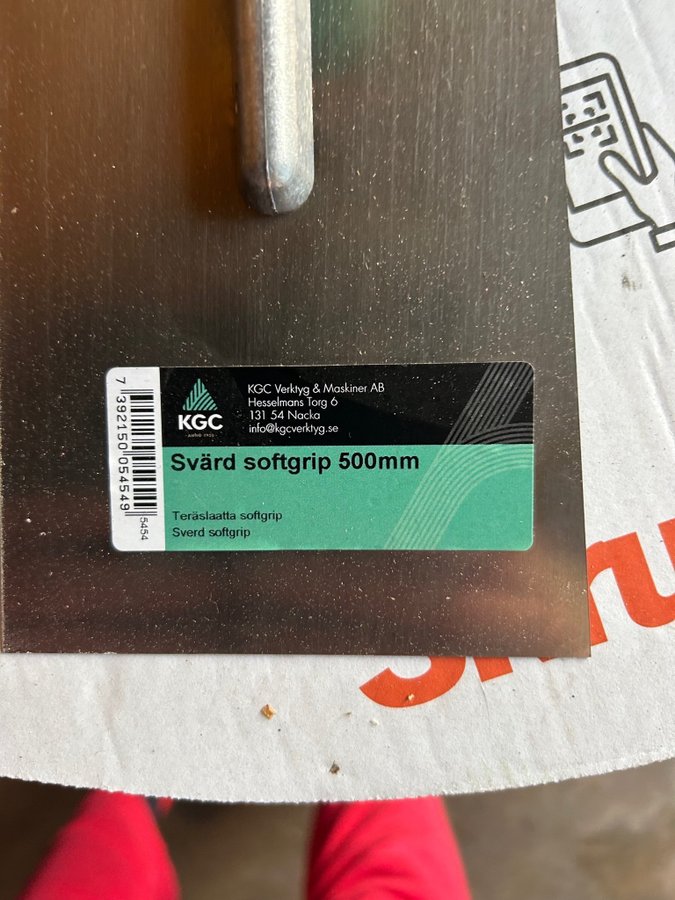 KGC
KGC Verktyg & Maskiner AB
Hesselmans Torg 6
131 54 Nacka
info@kgcverktyg.se
Svärd softgrip 500mm
Teräslaatta softgrip
Sverd softgrip
7 392150 054549
5454